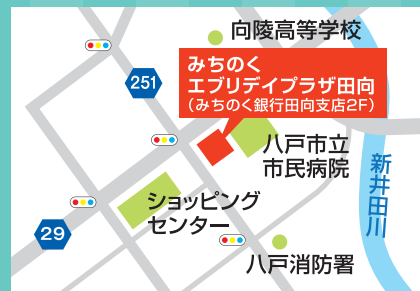 向陵高等学校
みちのく
エブリデイプラザ田向
（みちのく銀行田向支店2F）
251
八戸市立
市民病院
新井田川
ショッピング
センター
29
八戸消防署